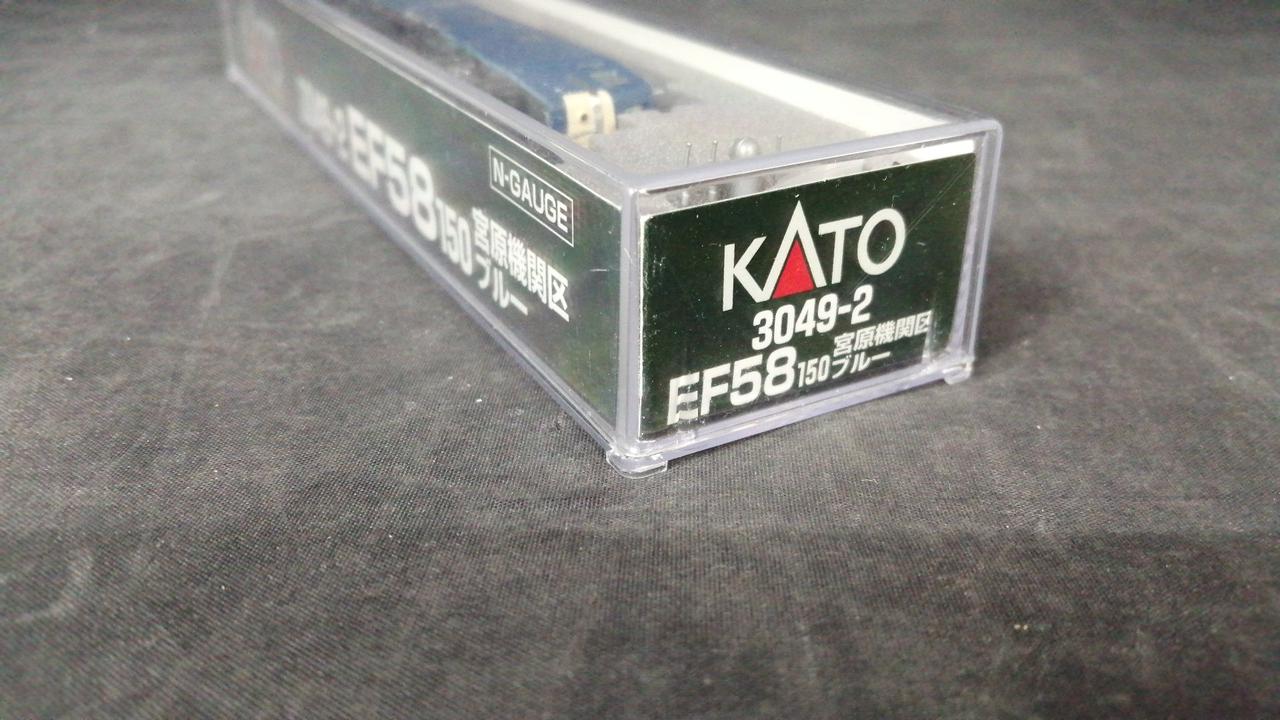 N-GAUGE
3049-2 EF58 150 宮原機関区
ブルー
KATO
3049-2
EF58 150 宮原機関区
ブルー